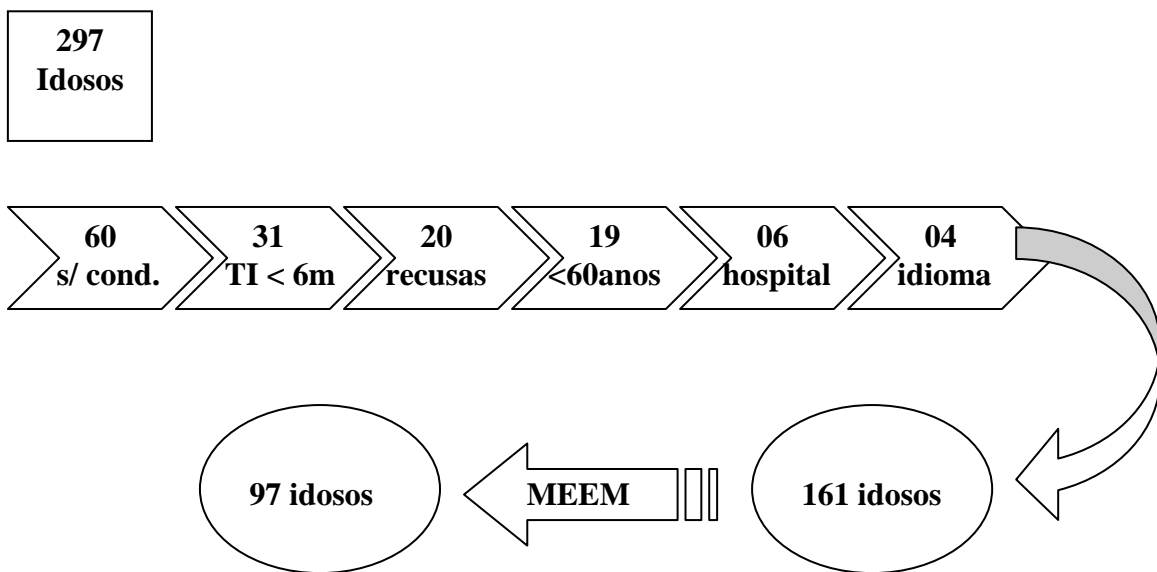 297
Idosos
60
s/ cond.
31
TI < 6m
20
recusas
19
<60anos
06
hospital
04
idioma
97 idosos
MEEM
161 idosos